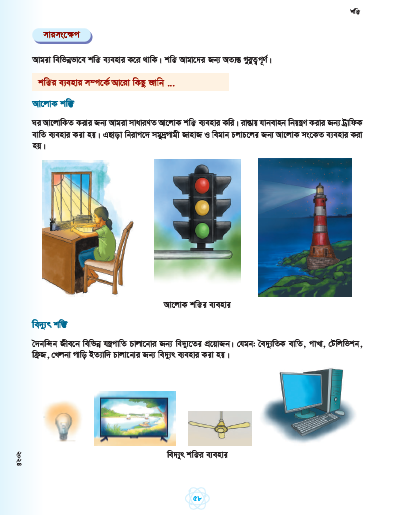 শক্তি
সারসংক্ষেপ
আমরা বিভিন্নভাবে শক্তি ব্যবহার করে থাকি। শক্তি আমাদের জন্য অত্যন্ত গুরুত্বপূর্ণ।
শক্তির ব্যবহার সম্পর্কে আরো কিছু জানি ...
আলোক শক্তি
ঘর আলোকিত করার জন্য আমরা সাধারণত আলোক শক্তি ব্যবহার করি। রাস্তায় যানবাহন নিয়ন্ত্রণ করার জন্য ট্রাফিক
বাতি ব্যবহার করা হয়। এছাড়া নিরাপদে সমুদ্রগামী জাহাজ ও বিমান চলাচলের জন্য আলোক সংকেত ব্যবহার করা
হয়।
আলোক শক্তির ব্যবহার
বিদ্যুৎ শক্তি
দৈনন্দিন জীবনে বিভিন্ন যন্ত্রপাতি চালানোর জন্য বিদ্যুতের প্রয়োজন। যেমন: বৈদ্যুতিক বাতি, পাখা, টেলিভিশন,
ফ্রিজ, খেলনা গাড়ি ইত্যাদি চালানোর জন্য বিদ্যুৎ ব্যবহার করা হয়।
বিদ্যুৎ শক্তির ব্যবহার
২০২৪
৫৮